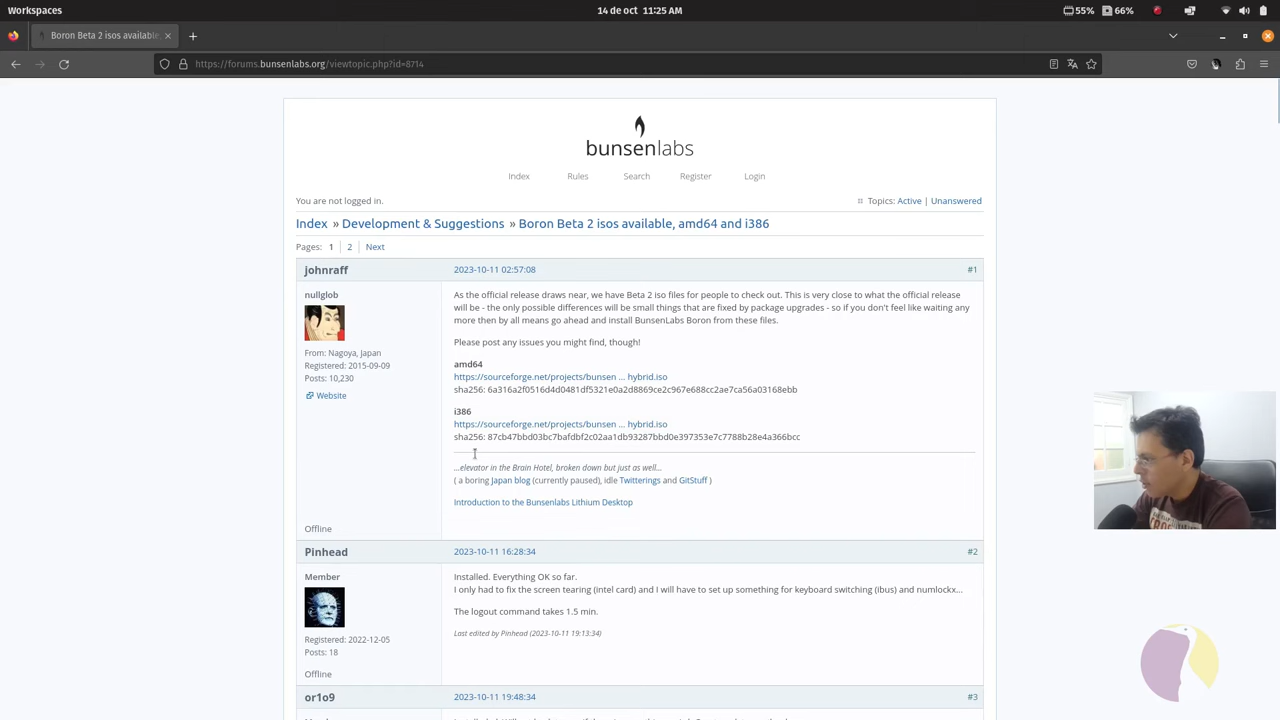 Workspaces
14 de oct 11:25 AM
55%
66%
Boron Beta 2 isos available,
https://forums.bunsenlabs.org/viewtopic.php?id=8714
bunsenlabs
Index Rules Search Register Login
You are not logged in.
Topics: Active | Unanswered
Index » Development & Suggestions » Boron Beta 2 isos available, amd64 and i386
Pages: 1 2 Next
johnraff
2023-10-11 02:57:08
#1
nullglob
From: Nagoya, Japan
Registered: 2015-09-09
Posts: 10,230
Website
As the official release draws near, we have Beta 2 iso files for people to check out. This is very close to what the official release
will be - the only possible differences will be small things that are fixed by package upgrades - so if you don't feel like waiting any
more then by all means go ahead and install BunsenLabs Boron from these files.
Please post any issues you might find, though!
amd64
https://sourceforge.net/projects/bunsen ... hybrid.iso
sha256: 6a316a2f0516d4d0481df5321e0a2d8869ce2c967e688cc2ae7ca56a03168ebb
i386
https://sourceforge.net/projects/bunsen ... hybrid.iso
sha256: 87cb47bbd03bc7bafdbf2c02aa1db93287bbd0e397353e7c7788b28e4a366bcc
...elevator in the Brain Hotel, broken down but just as well...
( a boring Japan blog (currently paused), idle Twitterings and GitStuff )
Introduction to the Bunsenlabs Lithium Desktop
Offline
Pinhead
2023-10-11 16:28:34
#2
Member
Registered: 2022-12-05
Posts: 18
Installed. Everything OK so far.
I only had to fix the screen tearing (intel card) and I will have to set up something for keyboard switching (ibus) and numlockx...
The logout command takes 1.5 min.
Last edited by Pinhead (2023-10-11 19:13:34)
Offline
or1o9
2023-10-11 19:48:34
#3